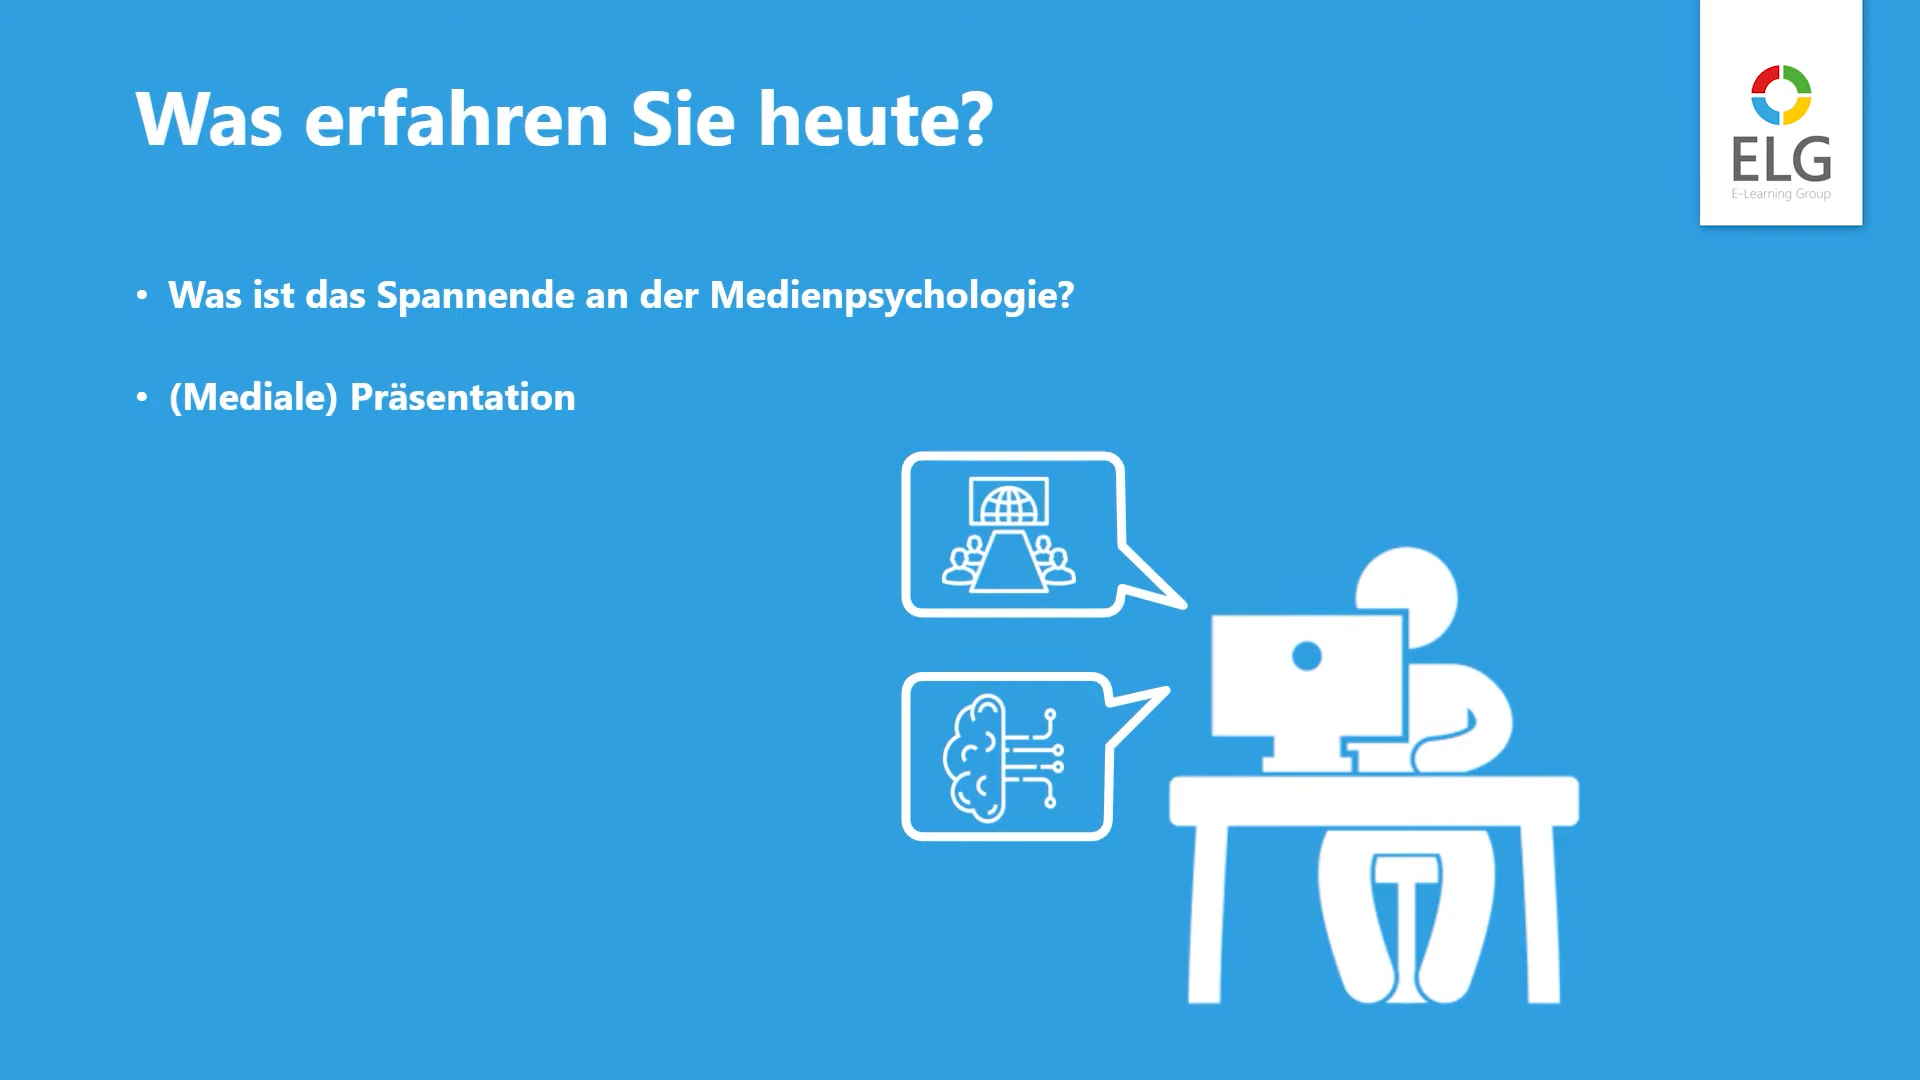 Was erfahren Sie heute?
ELG
E-Learning Group
• Was ist das Spannende an der Medienpsychologie?
• (Mediale) Präsentation